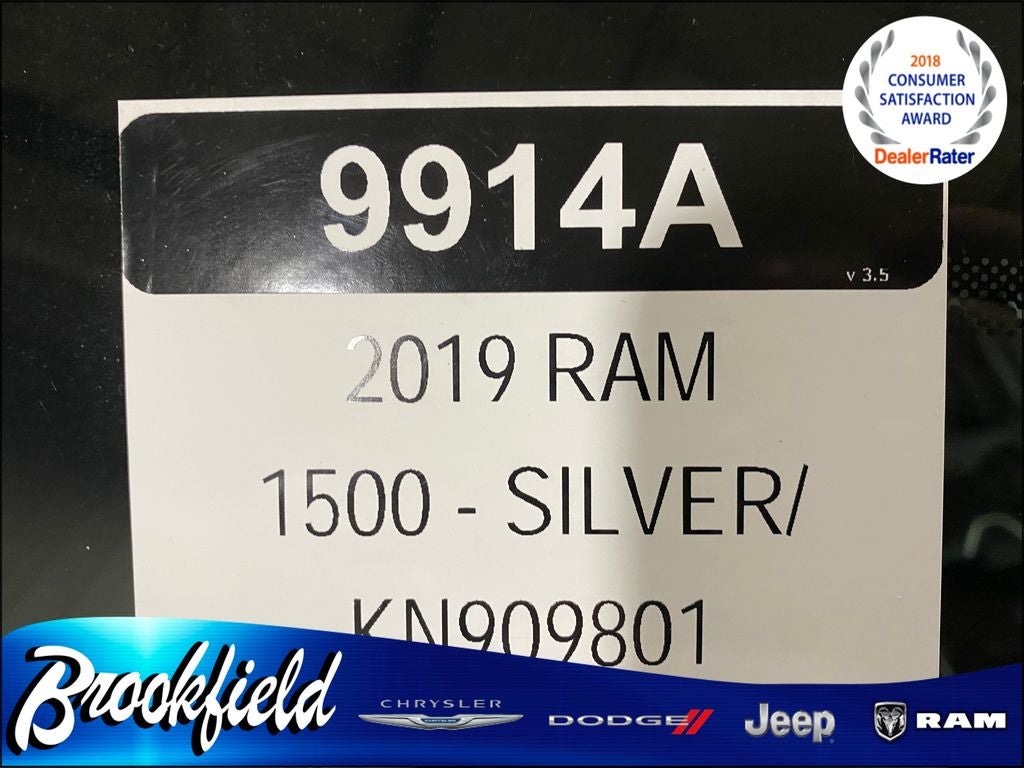 2018
CONSUMER
SATISFACTION
AWARD
DealerRater
9914A
v 3.5
2019 RAM
1500 - SILVER/
KN909801
Brookfield
CHRYSLER
DODGE
Jeep
RAM